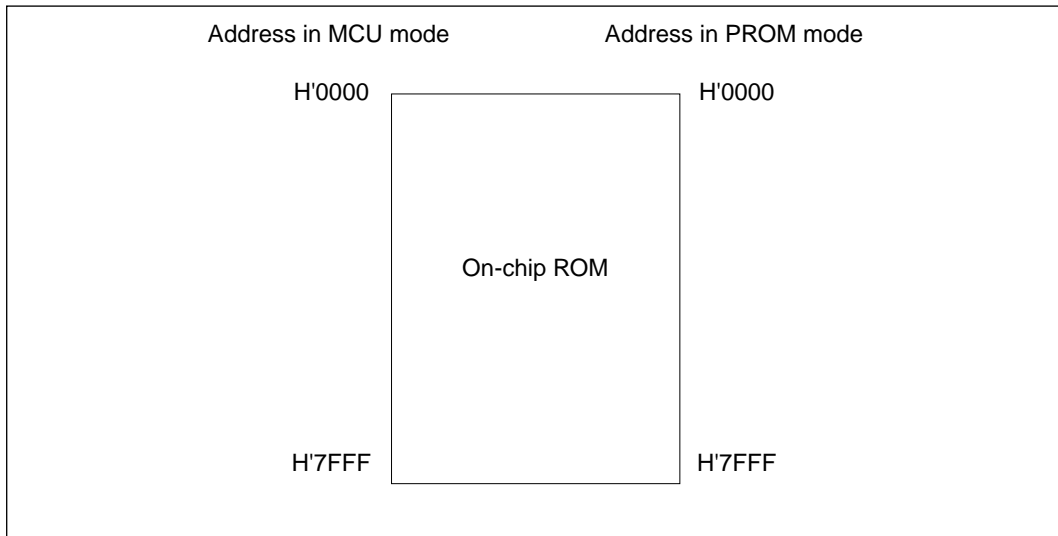 Address in MCU mode Address in PROM mode
H'0000 H'0000
On-chip ROM
H'7FFF H'7FFF